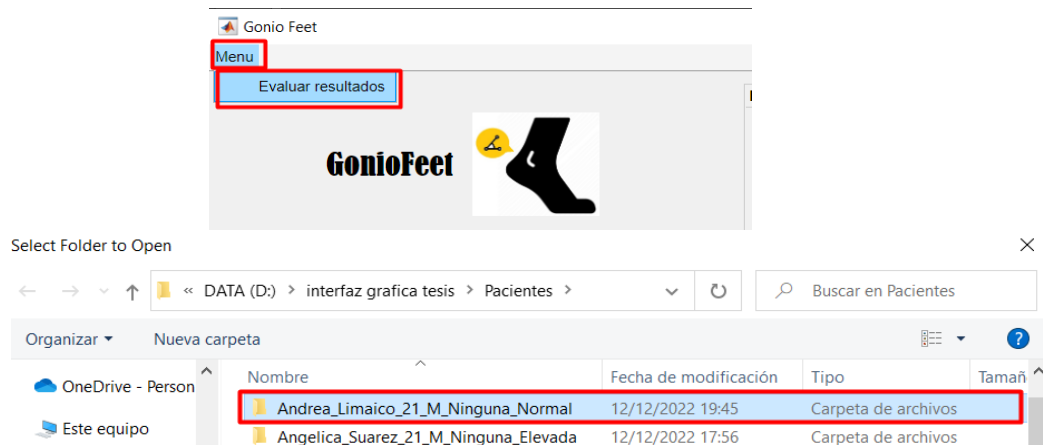 Gonio Feet
Menu
Evaluar resultados
GonioFeet
Select Folder to Open
« DATA (D:) > interfaz grafica tesis > Pacientes >
Buscar en Pacientes
Organizar
Nueva carpeta
Nombre
Fecha de modificación
Tipo
Tamañ
OneDrive - Person
Andrea_Limaico_21_M_Ninguna_Normal 12/12/2022 19:45 Carpeta de archivos
Este equipo
Angelica_Suarez_21_M_Ninguna_Elevada 12/12/2022 17:56 Carpeta de archivos